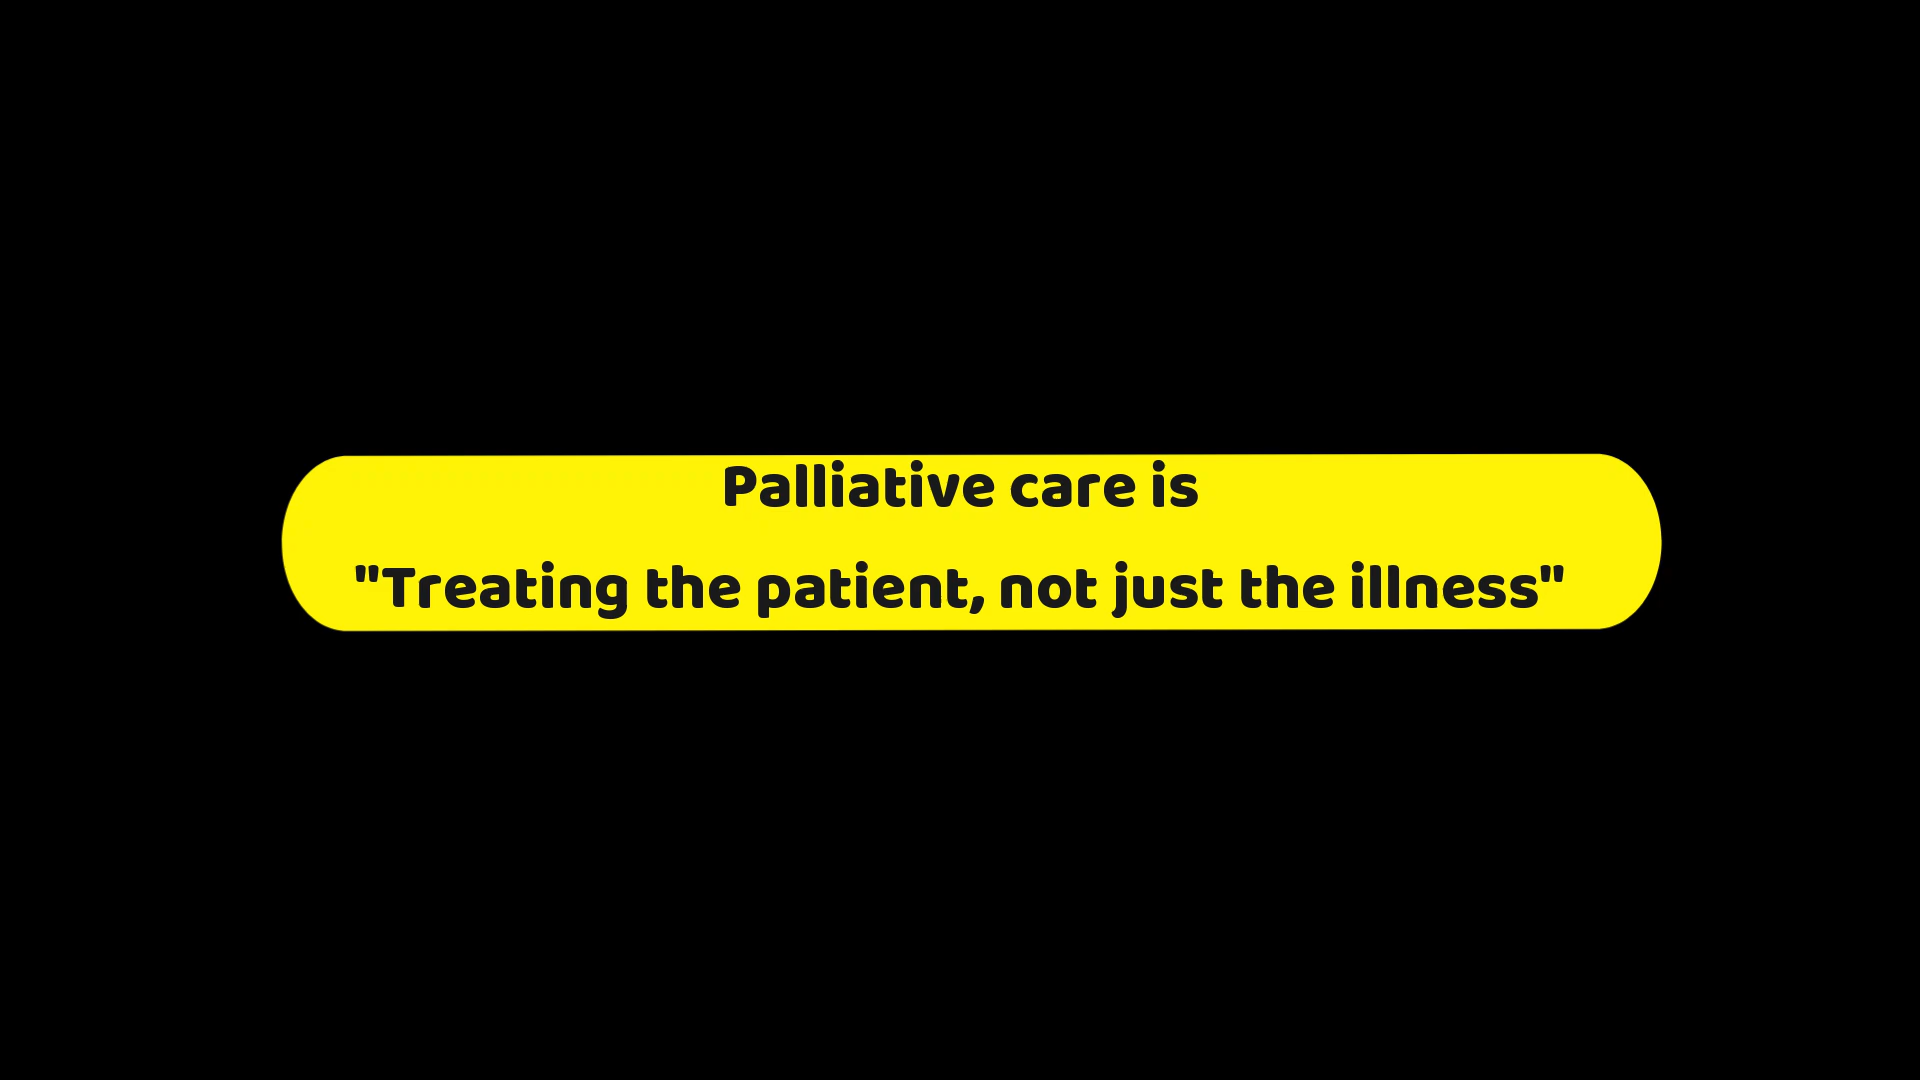 Palliative care is
"Treating the patient, not just the illness"